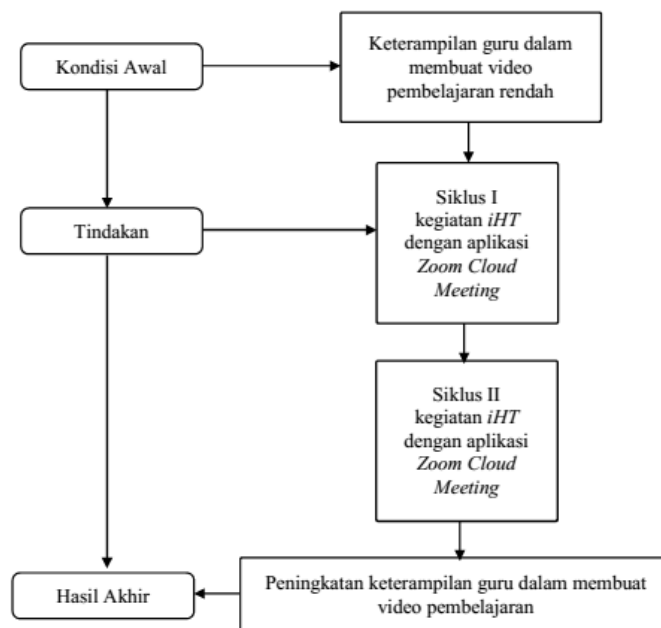 Kondisi Awal
Keterampilan guru dalam
membuat video
pembelajaran rendah
Tindakan
Siklus I
kegiatan iHT
dengan aplikasi
Zoom Cloud
Meeting
Siklus II
kegiatan iHT
dengan aplikasi
Zoom Cloud
Meeting
Hasil Akhir
Peningkatan keterampilan guru dalam membuat
video pembelajaran